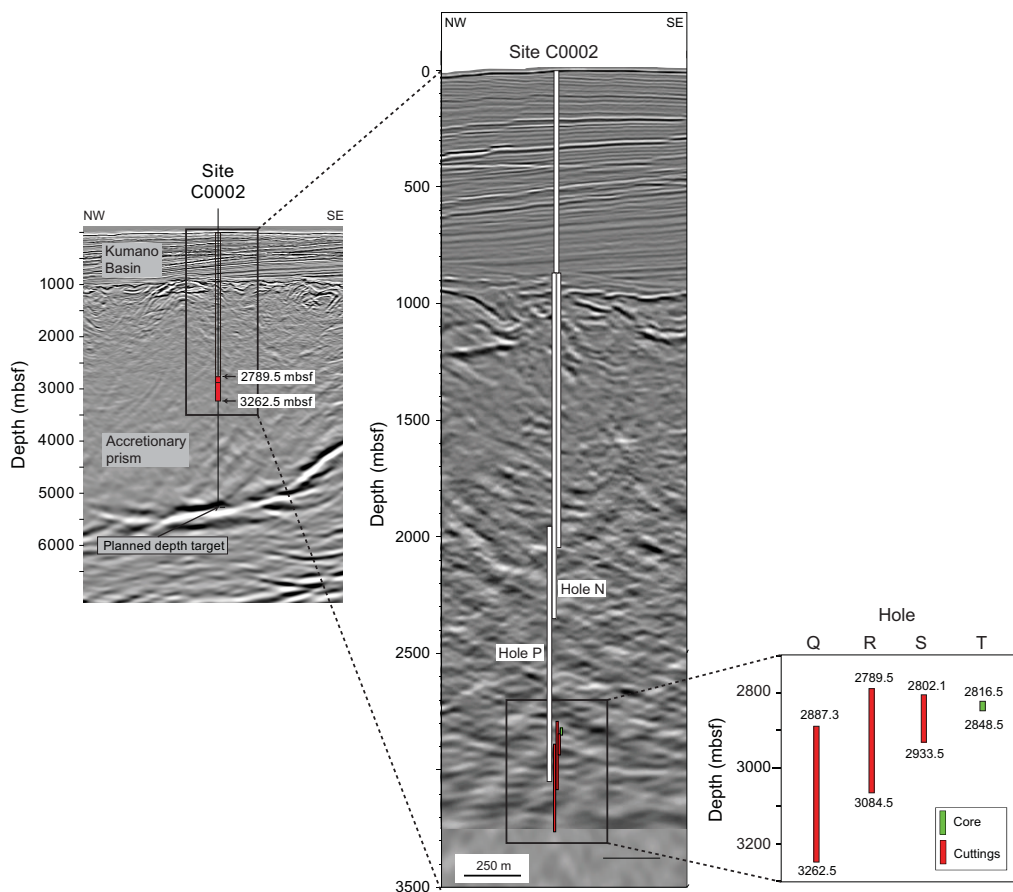 NW
SE
Site C0002
0
500
1000
1500
2000
2500
3500
Depth (mbsf)
Hole N
Hole P
250 m
Site
C0002
NW
SE
Kumano
Basin
1000
2000
3000
4000
5000
6000
Depth (mbsf)
2789.5 mbsf
3262.5 mbsf
Accretionary
prism
Planned depth target
Hole
Q R S T
2800
3000
3200
Depth (mbsf)
2887.3
3262.5
2789.5
3084.5
2802.1
2933.5
2816.5
2848.5
Core
Cuttings